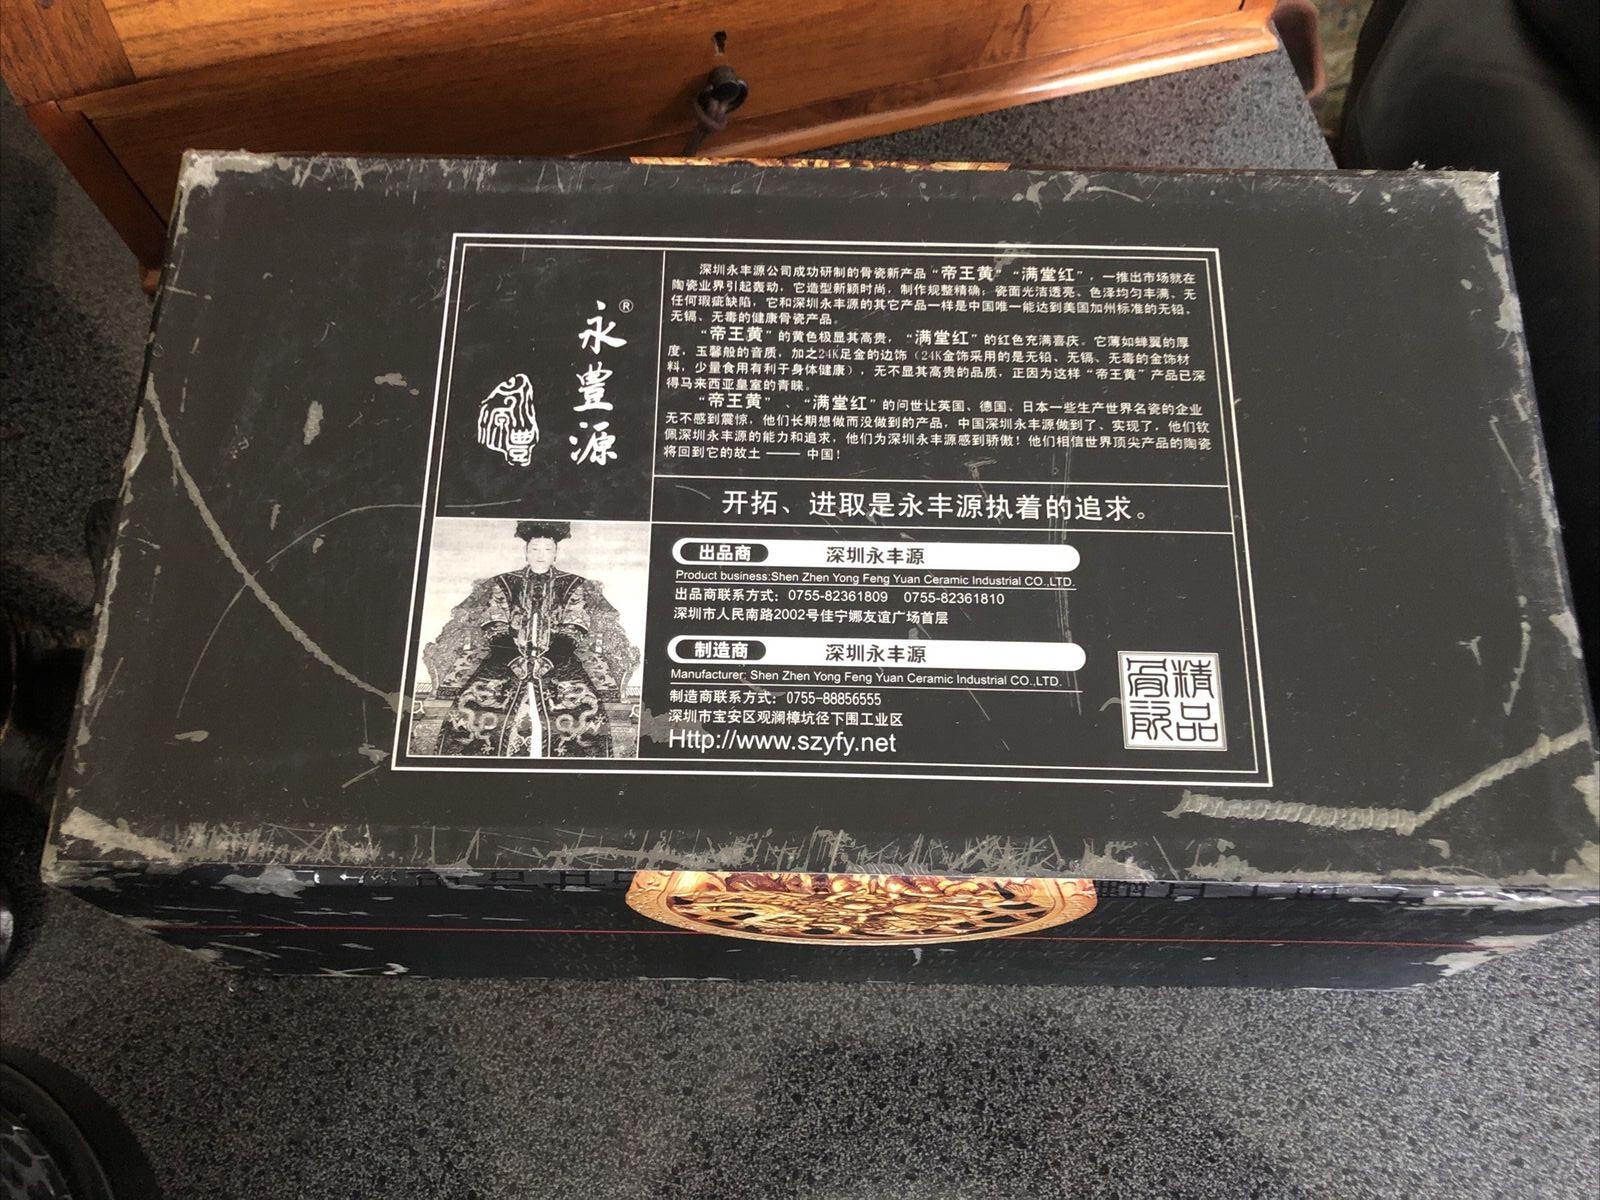 永豐源®
深圳永丰源公司成功研制的骨瓷新产品“帝王黄”“满堂红”，一推出市场就在
陶瓷业界引起轰动，它造型新颖时尚，制作规整精确；瓷面光洁透亮、色泽均匀丰满、无
任何瑕疵缺陷，它和深圳永丰源的其它产品一样是中国唯一能达到美国加州标准的无铅、
无镉、无毒的健康骨瓷产品。
“帝王黄”的黄色极显其高贵，“满堂红”的红色充满喜庆。它薄如蝉翼的厚
度，玉馨般的音质，加之24K足金的边饰（24K金饰采用的是无铅、无镉、无毒的金饰材
料，少量食用有利于身体健康），无不显其高贵的品质，正因为这样“帝王黄”产品已深
得马来西亚皇室的青睐。
“帝王黄”、“满堂红”的问世让英国、德国、日本一些生产世界名瓷的企业
无不感到震惊，他们长期想做而没做到的产品，中国深圳永丰源做到了、实现了，他们钦
佩深圳永丰源的能力和追求，他们为深圳永丰源感到骄傲！他们相信世界顶尖产品的陶瓷
将回到它的故土 —— 中国！
开拓、进取是永丰源执着的追求。
出品商 深圳永丰源
Product business:Shen Zhen Yong Feng Yuan Ceramic Industrial CO.,LTD.
出品商联系方式：0755-82361809 0755-82361810
深圳市人民南路2002号佳宁娜友谊广场首层
制造商 深圳永丰源
Manufacturer: Shen Zhen Yong Feng Yuan Ceramic Industrial CO.,LTD.
制造商联系方式：0755-88856555
深圳市宝安区观澜樟坑径下围工业区
Http://www.szyfy.net
精品